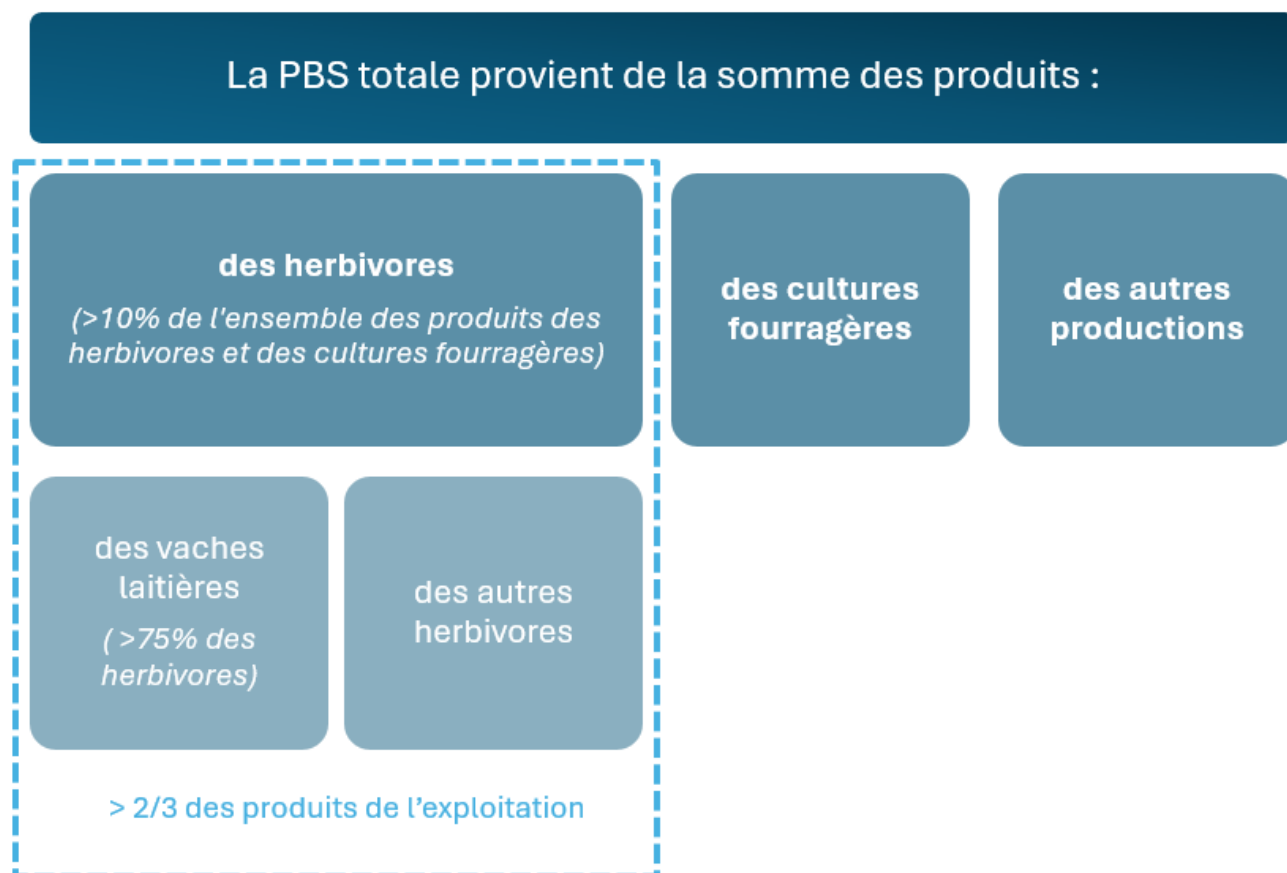 La PBS totale provient de la somme des produits :
des herbivores
(>10% de l'ensemble des produits des
herbivores et des cultures fourragères)
des cultures
fourragères
des autres
productions
des vaches
laitières
( >75% des
herbivores)
des autres
herbivores
> 2/3 des produits de l’exploitation